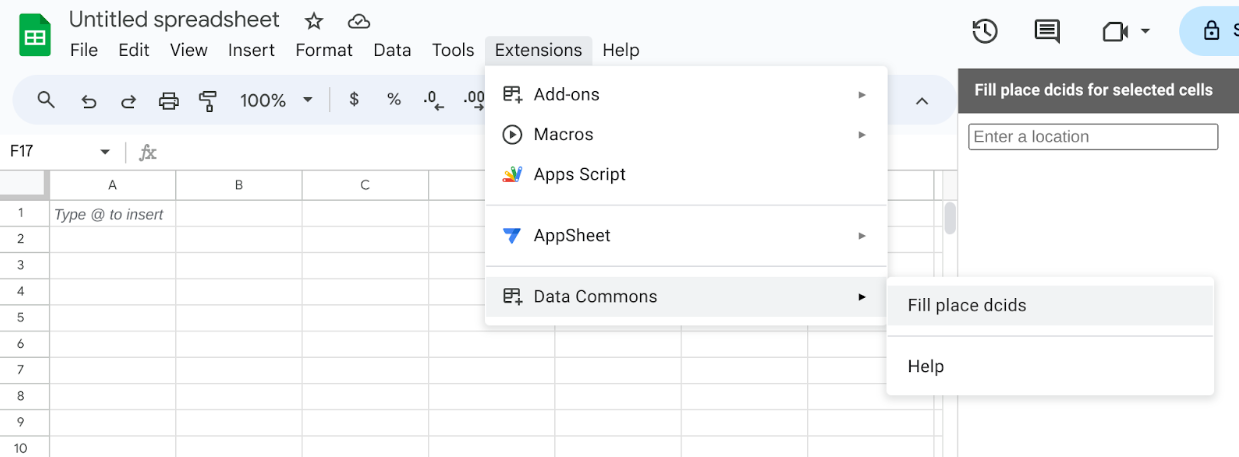 Untitled spreadsheet
File Edit View Insert Format Data Tools Extensions Help
100% $ % .0 .00
Fill place dcids for selected cells
Enter a location
F17 fx
A B C
1 Type @ to insert
2
3
4
5
6
7
8
9
10
Add-ons
Macros
Apps Script
AppSheet
Data Commons
Fill place dcids
Help